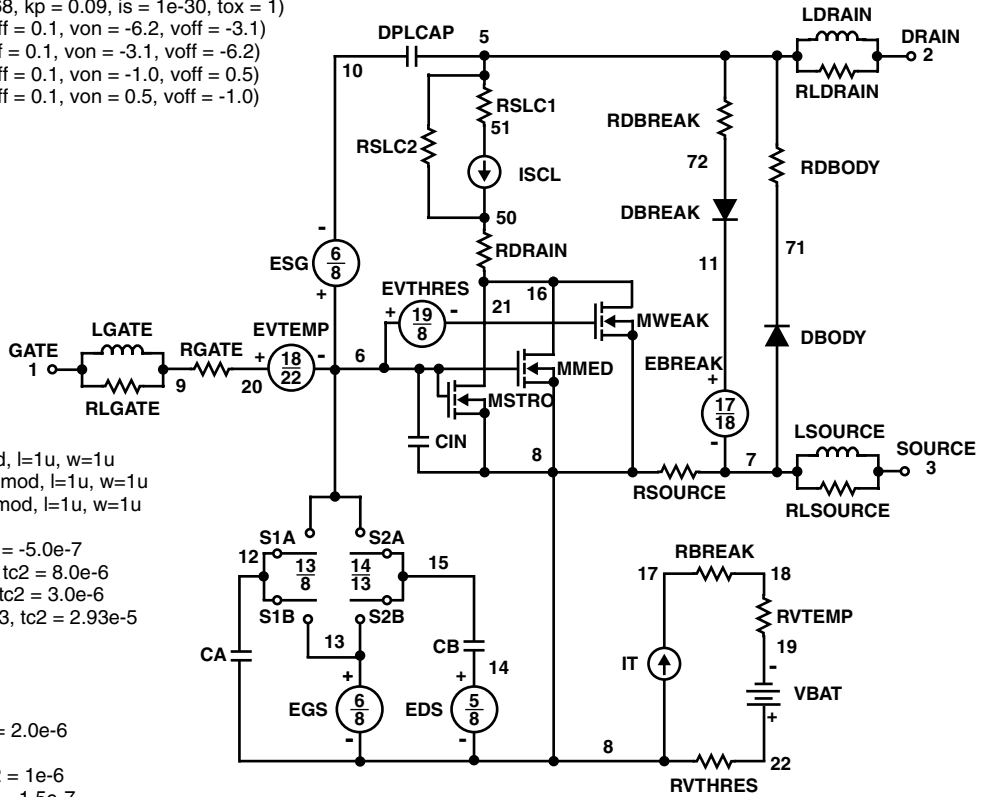 68, kp = 0.09, is = 1e-30, tox = 1)
ff = 0.1, von = -6.2, voff = -3.1)
f = 0.1, von = -3.1, voff = -6.2)
ff = 0.1, von = -1.0, voff = 0.5)
ff = 0.1, von = 0.5, voff = -1.0)
DPLCAP
5
10
LDRAIN
DRAIN
2
RLDRAIN
RSLC1
51
RSLC2
ISCL
50
RDRAIN
RDBREAK
72
RDBODY
DBREAK
71
11
-
ESG
6
8
+
EVTHRES
+
19
8
-
16
21
MWEAK
LGATE
GATE
1
RLGATE
9
RGATE
20
EVTEMP
+
18
22
-
6
MMED
MSTRO
EBREAK
+
17
18
-
DBODY
CIN
8
RSOURCE
7
LSOURCE
SOURCE
3
RLSOURCE
d, l=1u, w=1u
mod, l=1u, w=1u
mod, l=1u, w=1u
= -5.0e-7
tc2 = 8.0e-6
tc2 = 3.0e-6
3, tc2 = 2.93e-5
= 2.0e-6
= 1e-6
S1A
S2A
12
13
8
14
13
15
S1B
S2B
13
CA
CB
14
+
EGS
6
8
-
+
EDS
5
8
-
8
RBREAK
17
18
RVTEMP
19
IT
-
VBAT
+
22
RVTHRES